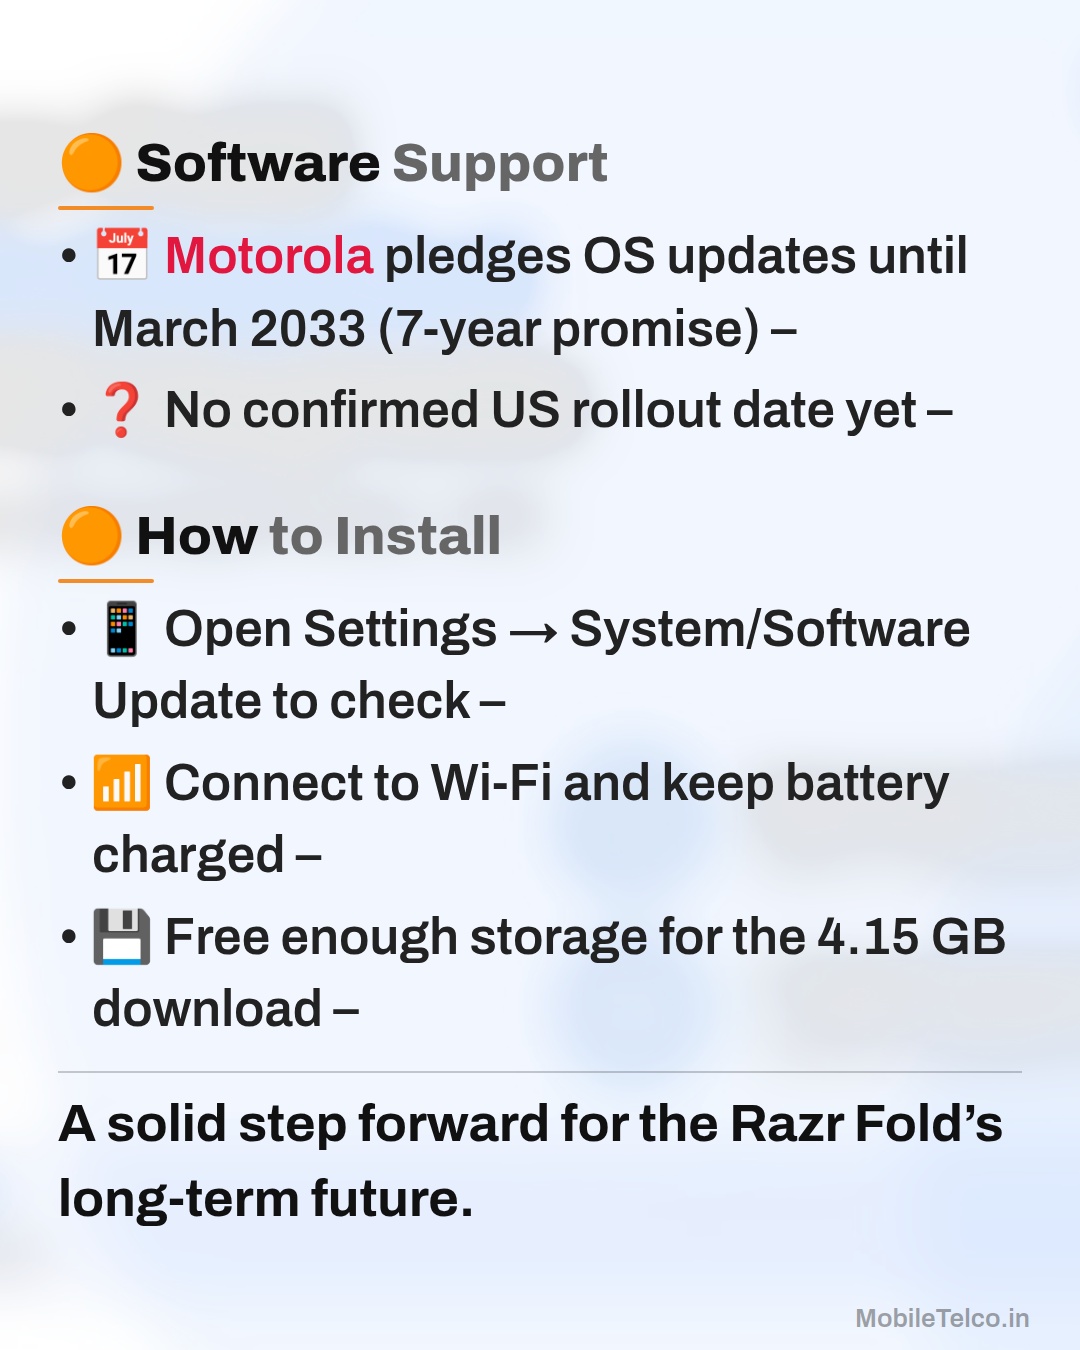 🟠 Software Support
• 📅 Motorola pledges OS updates until
March 2033 (7-year promise) –
• ❓ No confirmed US rollout date yet –
🟠 How to Install
• 📱 Open Settings → System/Software
Update to check –
• 📶 Connect to Wi-Fi and keep battery
charged –
• 💾 Free enough storage for the 4.15 GB
download –
A solid step forward for the Razr Fold’s
long-term future.
MobileTelco.in